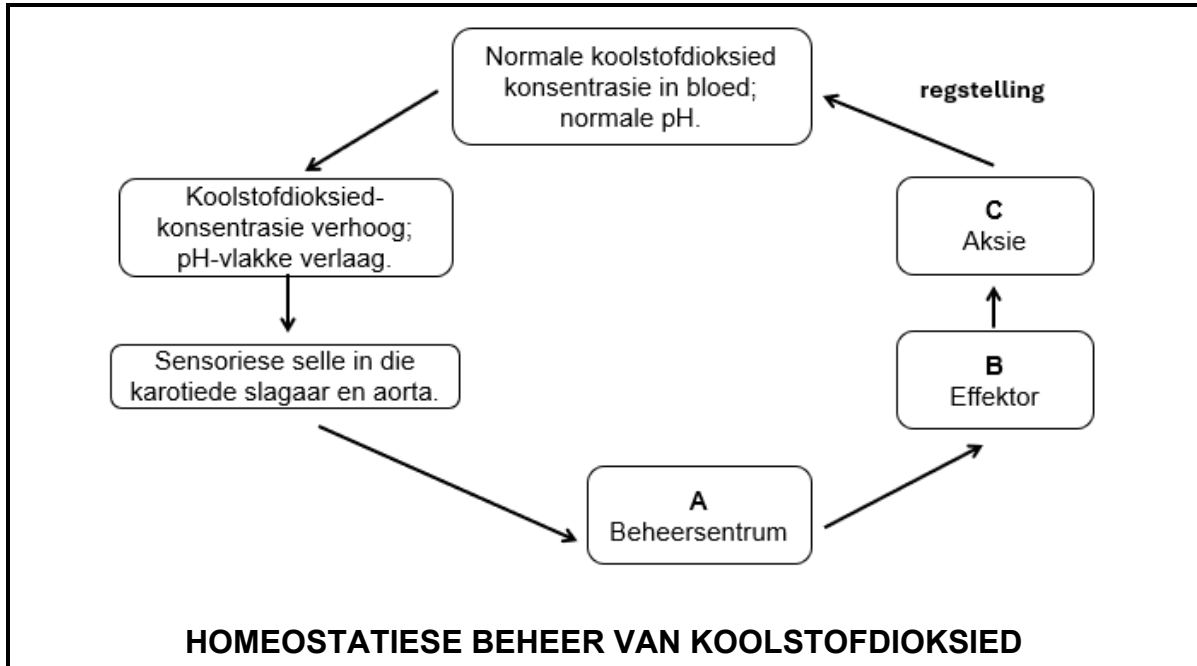 Normale koolstofdioksied
konsentrasie in bloed;
normale pH.
regstelling
Koolstofdioksied-
konsentrasie verhoog;
pH-vlakke verlaag.
C
Aksie
Sensoriese selle in die
karotiede slagaar en aorta.
B
Effektor
A
Beheersentrum
HOMEOSTATIESE BEHEER VAN KOOLSTOFDIOKSIED